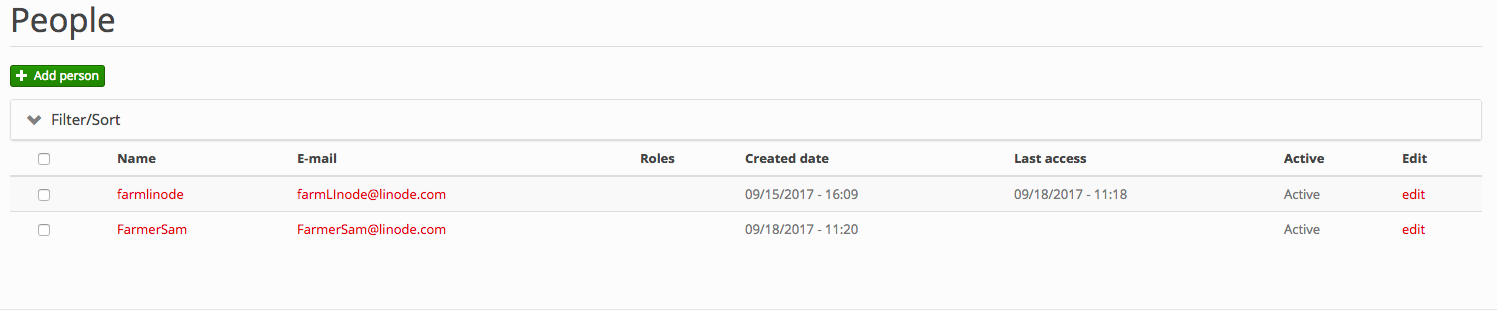 People
Add person
Filter/Sort
Name E-mail Roles Created date Last access Active Edit
farmlinode farmLInode@linode.com 09/15/2017 - 16:09 09/18/2017 - 11:18 Active edit
FarmerSam FarmerSam@linode.com 09/18/2017 - 11:20 Active edit